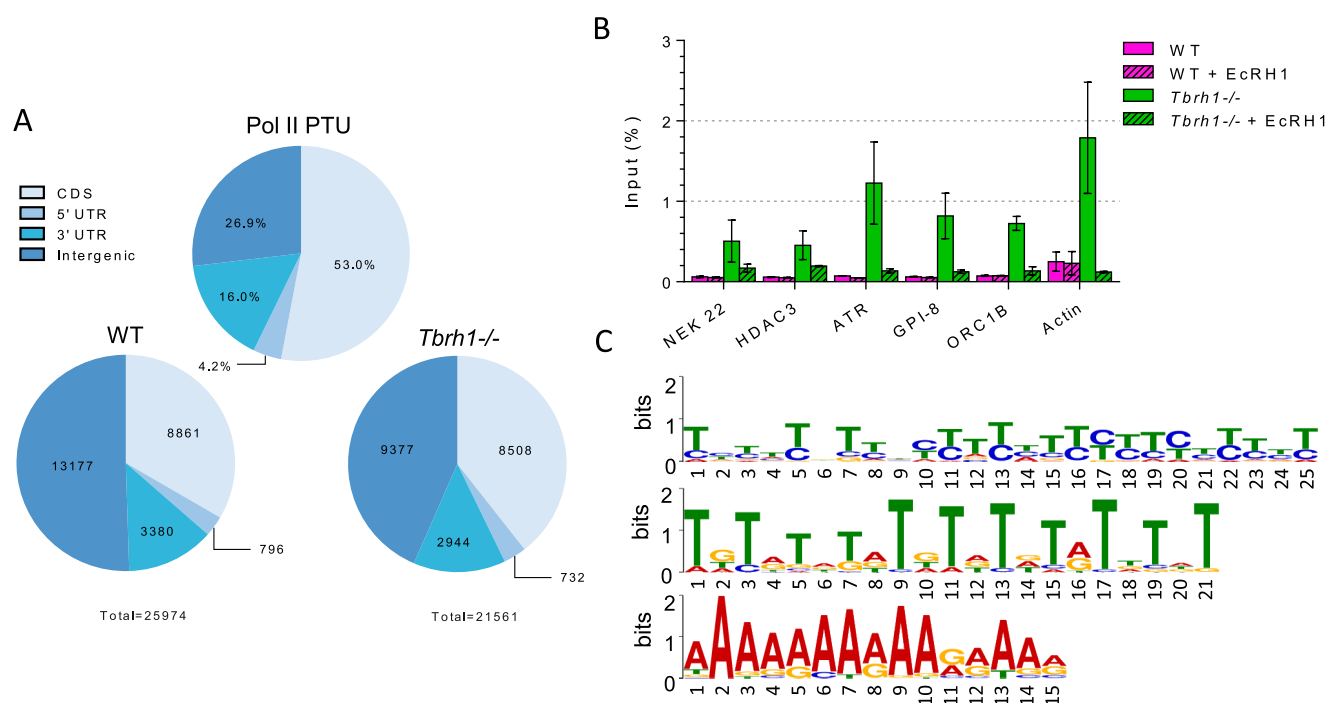 A
Pol II PTU
CDS
5' UTR
3' UTR
Intergenic
26.9%
53.0%
16.0%
4.2%
WT
13177
8861
3380
796
Total=25974
Tbrh1-/-
9377
8508
2944
732
Total=21561
B
Input (%)
3
2
1
0
WT
WT + EcRH1
Tbrh1-/-
Tbrh1-/- + EcRH1
NEK 22
HDAC3
ATR
GPI-8
ORC1B
Actin
C
bits
2
1
0
1 2 3 4 5 6 7 8 9 10 11 12 13 14 15 16 17 18 19 20 21 22 23 24 25
bits
2
1
0
1 2 3 4 5 6 7 8 9 10 11 12 13 14 15 16 17 18 19 20 21
bits
2
1
0
1 2 3 4 5 6 7 8 9 10 11 12 13 14 15